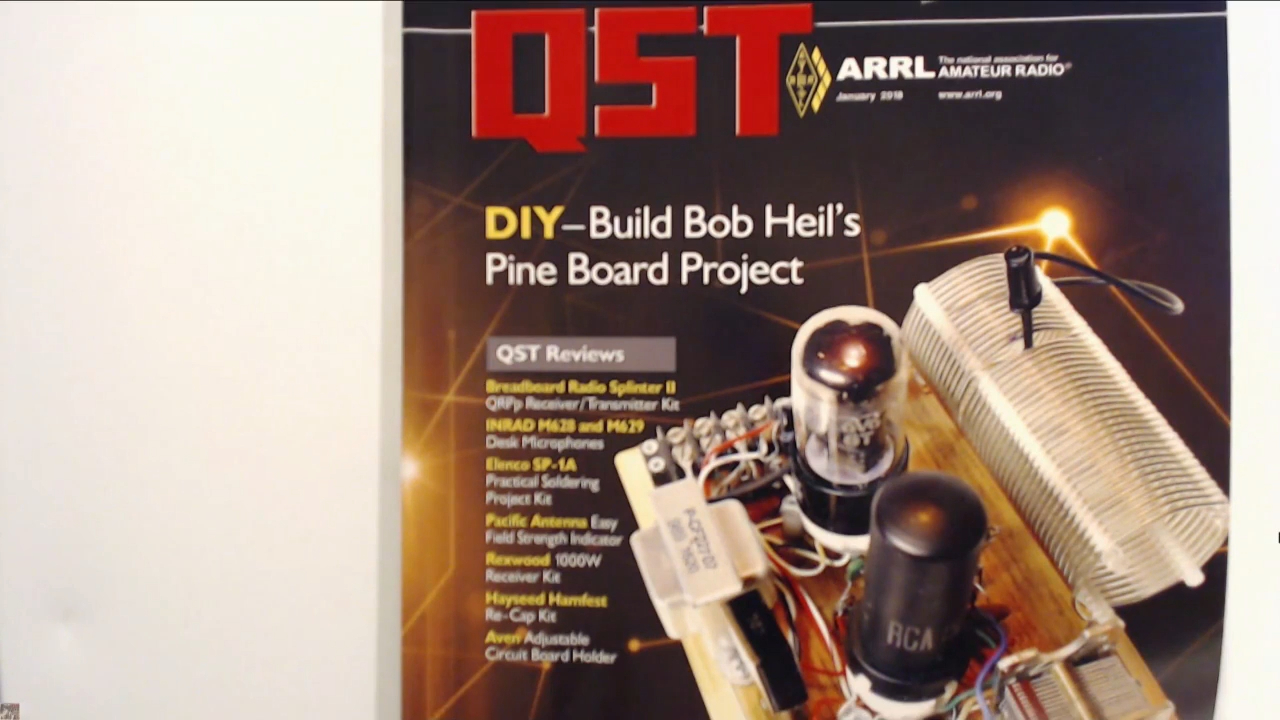 QST
ARRL The national association for
AMATEUR RADIO®
January 2018 www.arrl.org
DIY–Build Bob Heil's
Pine Board Project
QST Reviews
Breadboard Radio Splinter II
QRPp Receiver/Transmitter Kit
INRAD M628 and M629
Desk Microphones
Elenco SP-1A
Practical Soldering
Project Kit
Pacific Antenna Easy
Field Strength Indicator
Rexwood 1000W
Receiver Kit
Hayseed Hamfest
Re-Cap Kit
Aven Adjustable
Circuit Board Holder
RCA